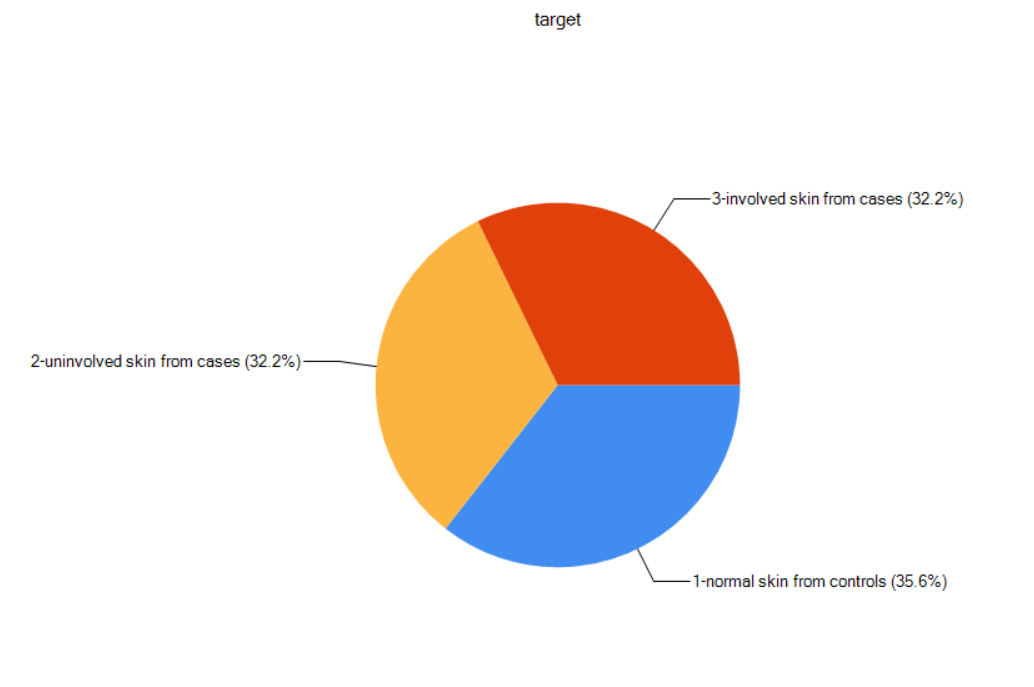 target
3-involved skin from cases (32.2%)
2-uninvolved skin from cases (32.2%)
1-normal skin from controls (35.6%)